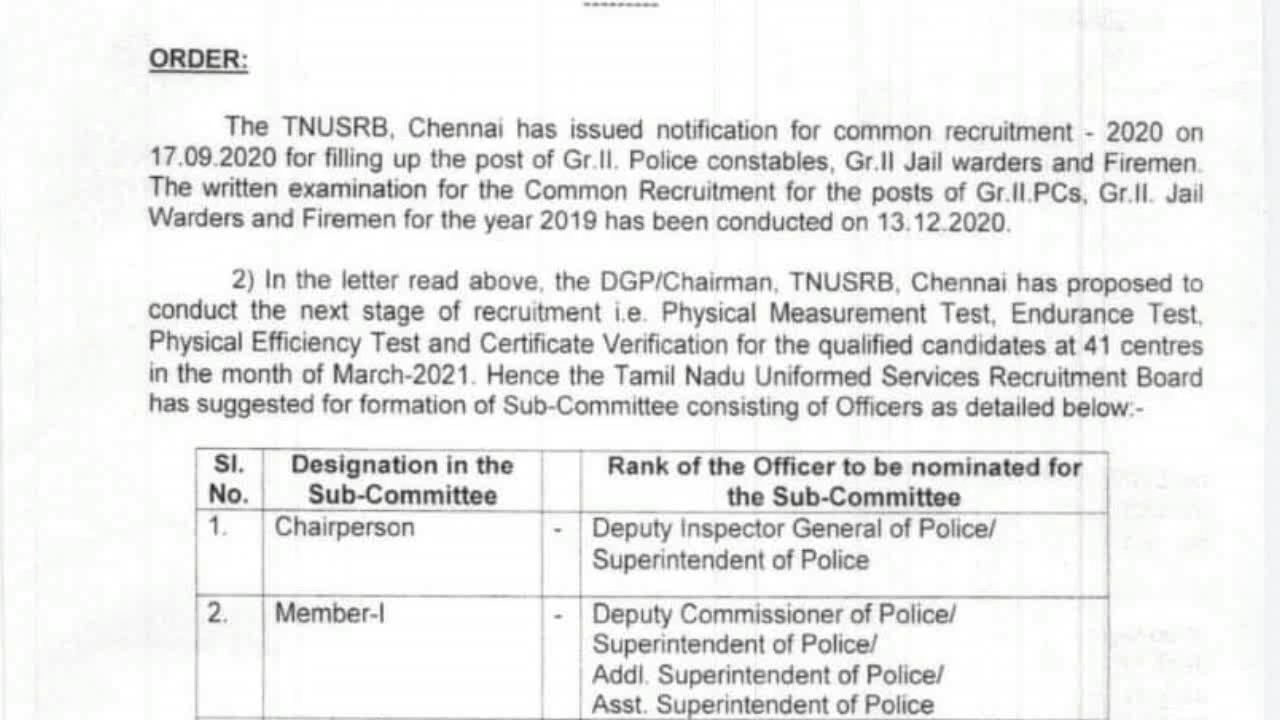 ORDER:
The TNUSRB, Chennai has issued notification for common recruitment - 2020 on
17.09.2020 for filling up the post of Gr.II. Police constables, Gr.II Jail warders and Firemen.
The written examination for the Common Recruitment for the posts of Gr.II.PCs, Gr.II. Jail
Warders and Firemen for the year 2019 has been conducted on 13.12.2020.
2) In the letter read above, the DGP/Chairman, TNUSRB, Chennai has proposed to
conduct the next stage of recruitment i.e. Physical Measurement Test, Endurance Test,
Physical Efficiency Test and Certificate Verification for the qualified candidates at 41 centres
in the month of March-2021. Hence the Tamil Nadu Uniformed Services Recruitment Board
has suggested for formation of Sub-Committee consisting of Officers as detailed below:-
Sl. Designation in the Rank of the Officer to be nominated for
No. Sub-Committee the Sub-Committee
1. Chairperson - Deputy Inspector General of Police/
Superintendent of Police
2. Member-I - Deputy Commissioner of Police/
Superintendent of Police/
Addl. Superintendent of Police/
Asst. Superintendent of Police